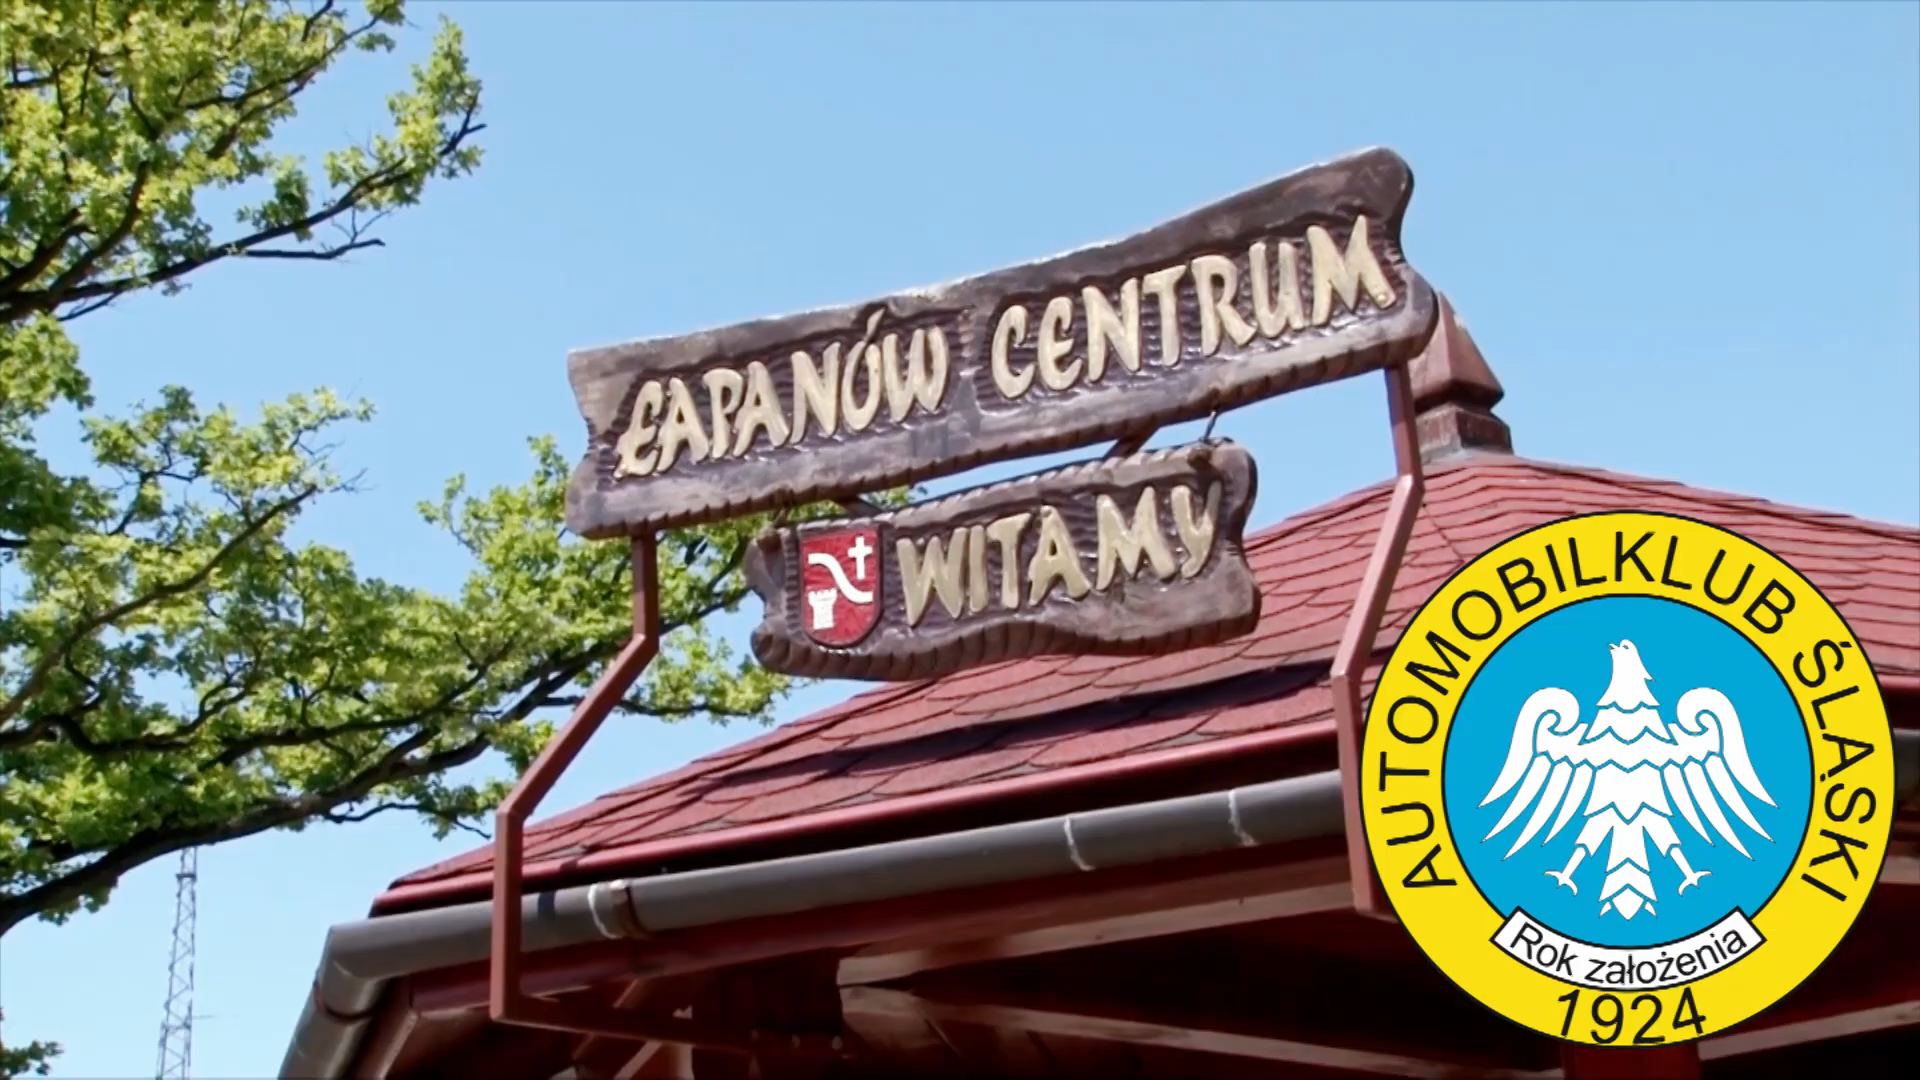 ŁAPANÓW CENTRUM
WITAMY
AUTOMOBILKLUB ŚLĄSKI
Rok założenia
1924